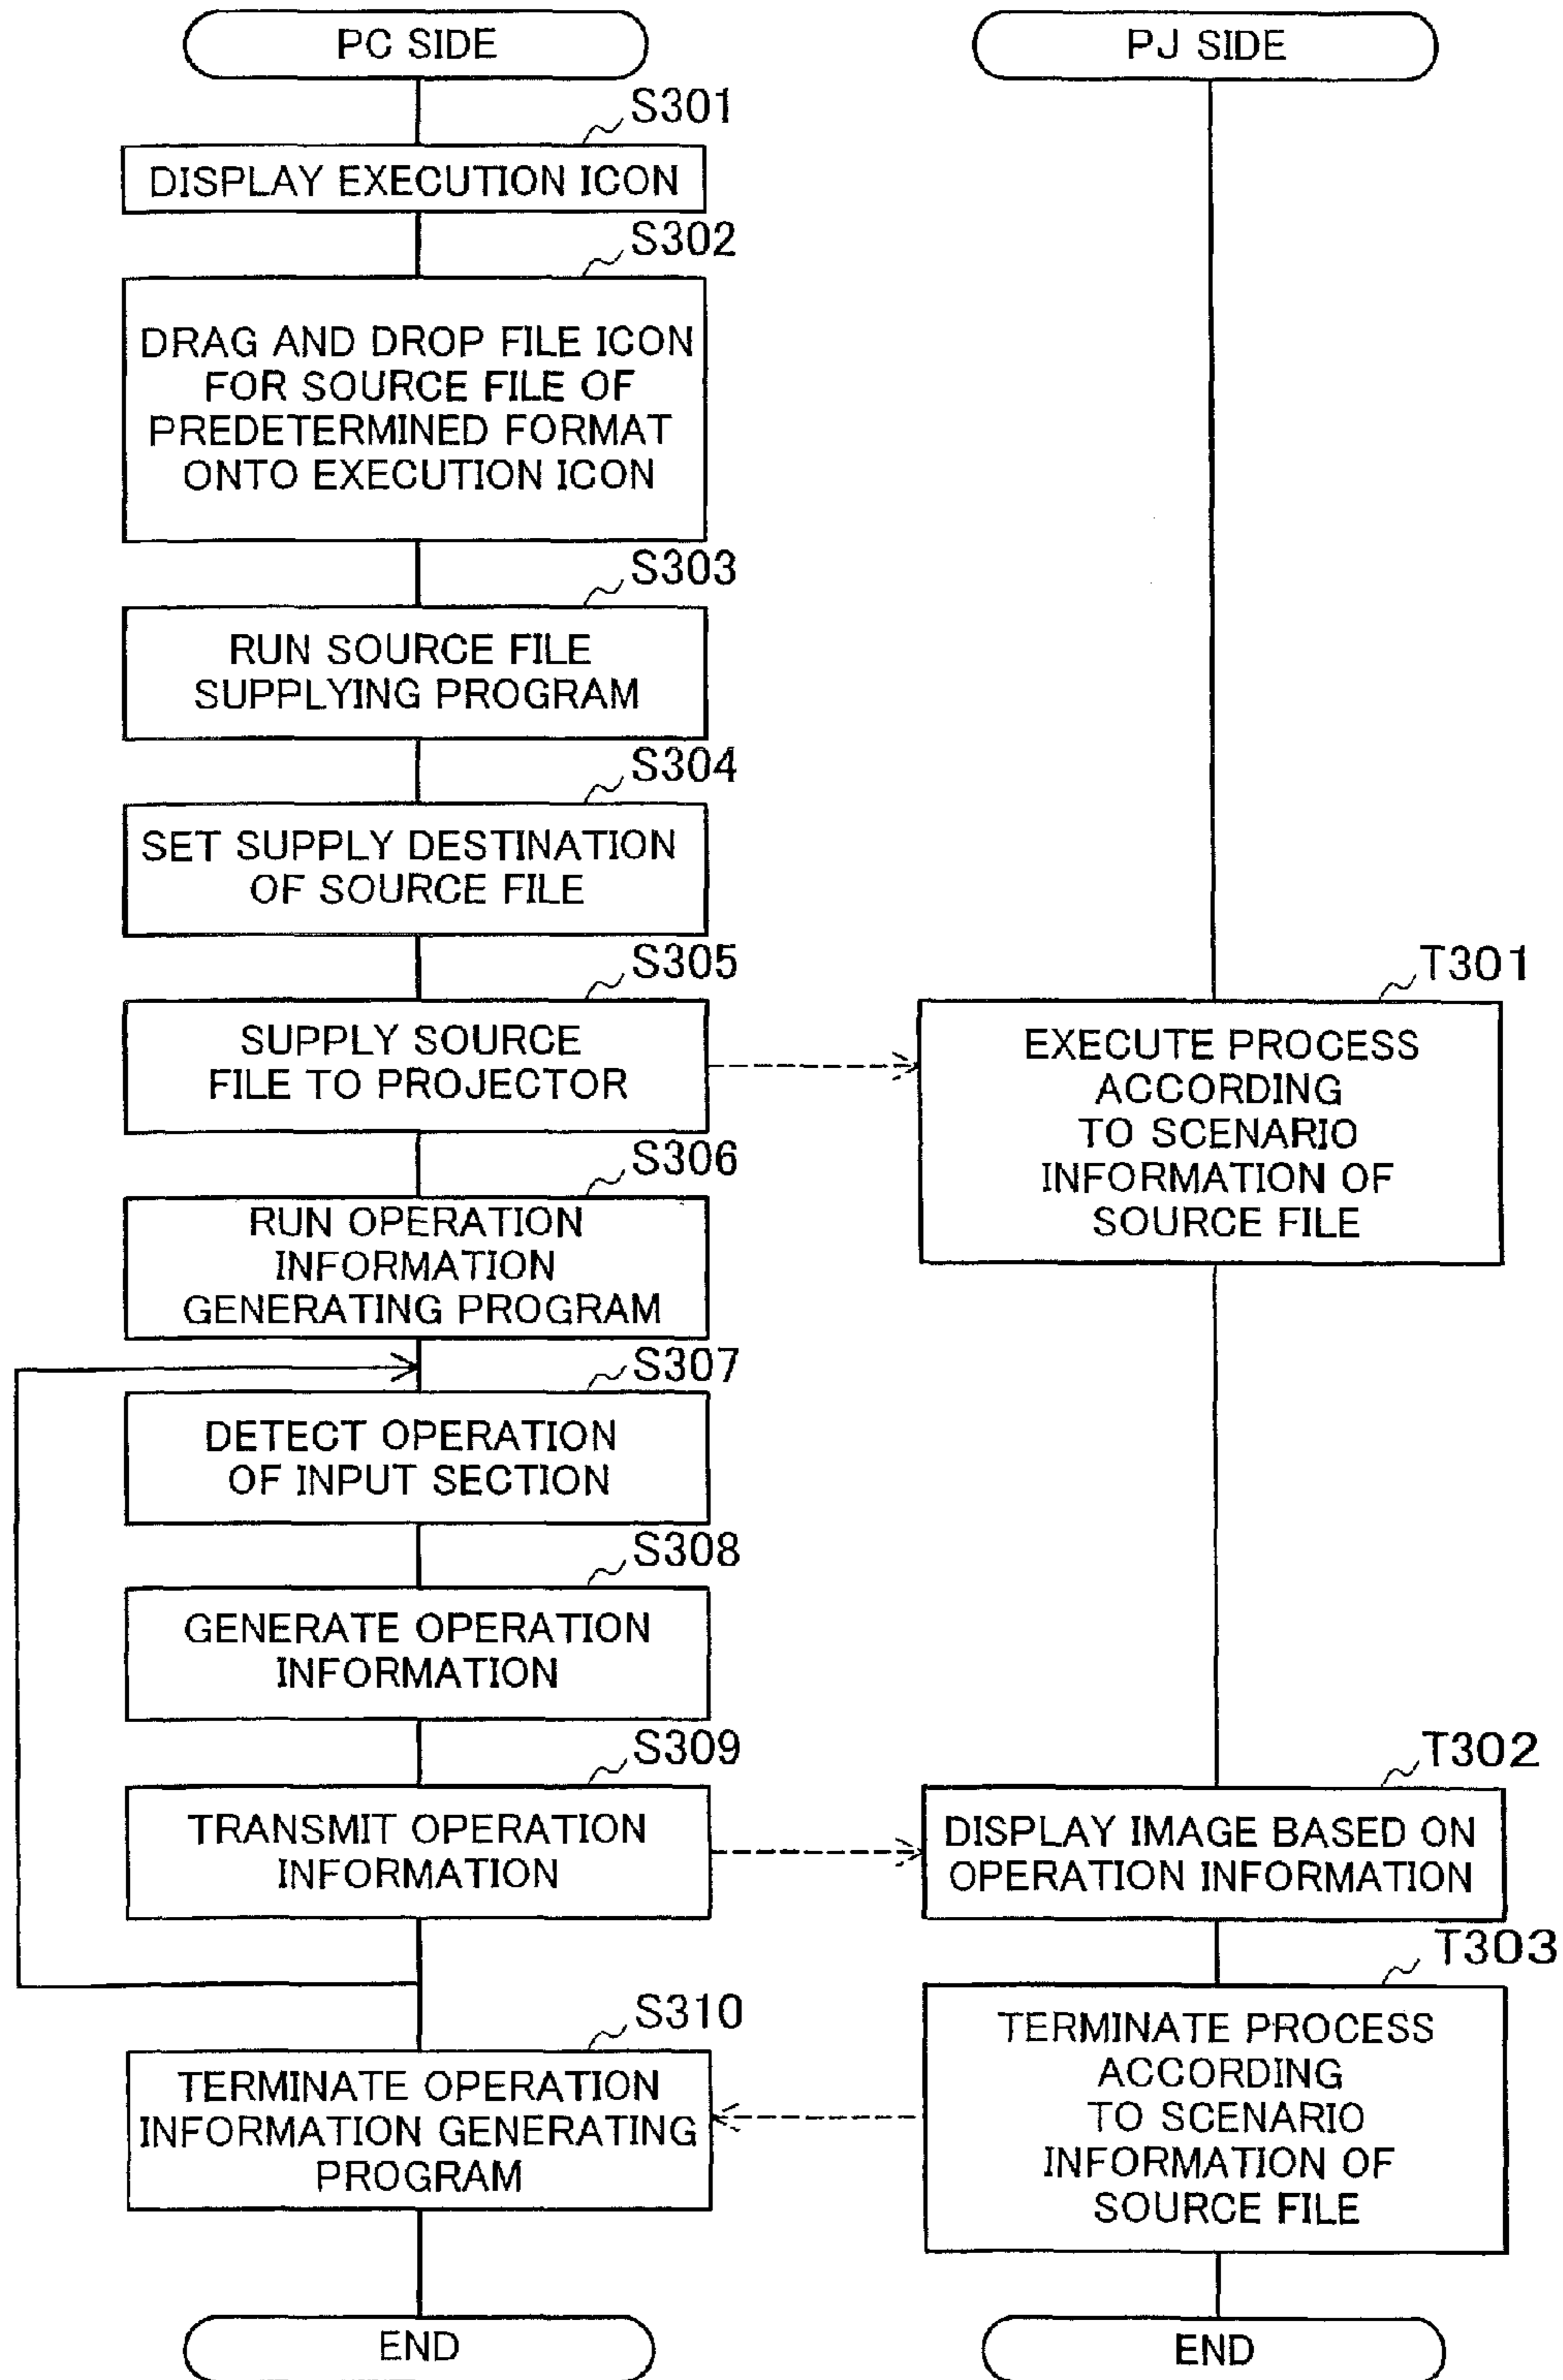 PC SIDE
S301
DISPLAY EXECUTION ICON
S302
DRAG AND DROP FILE ICON
FOR SOURCE FILE OF
PREDETERMINED FORMAT
ONTO EXECUTION ICON
S303
RUN SOURCE FILE
SUPPLYING PROGRAM
S304
SET SUPPLY DESTINATION
OF SOURCE FILE
S305
SUPPLY SOURCE
FILE TO PROJECTOR
S306
RUN OPERATION
INFORMATION
GENERATING PROGRAM
S307
DETECT OPERATION
OF INPUT SECTION
S308
GENERATE OPERATION
INFORMATION
S309
TRANSMIT OPERATION
INFORMATION
S310
TERMINATE OPERATION
INFORMATION GENERATING
PROGRAM
END
PJ SIDE
T301
EXECUTE PROCESS
ACCORDING
TO SCENARIO
INFORMATION OF
SOURCE FILE
T302
DISPLAY IMAGE BASED ON
OPERATION INFORMATION
T303
TERMINATE PROCESS
ACCORDING
TO SCENARIO
INFORMATION OF
SOURCE FILE
END